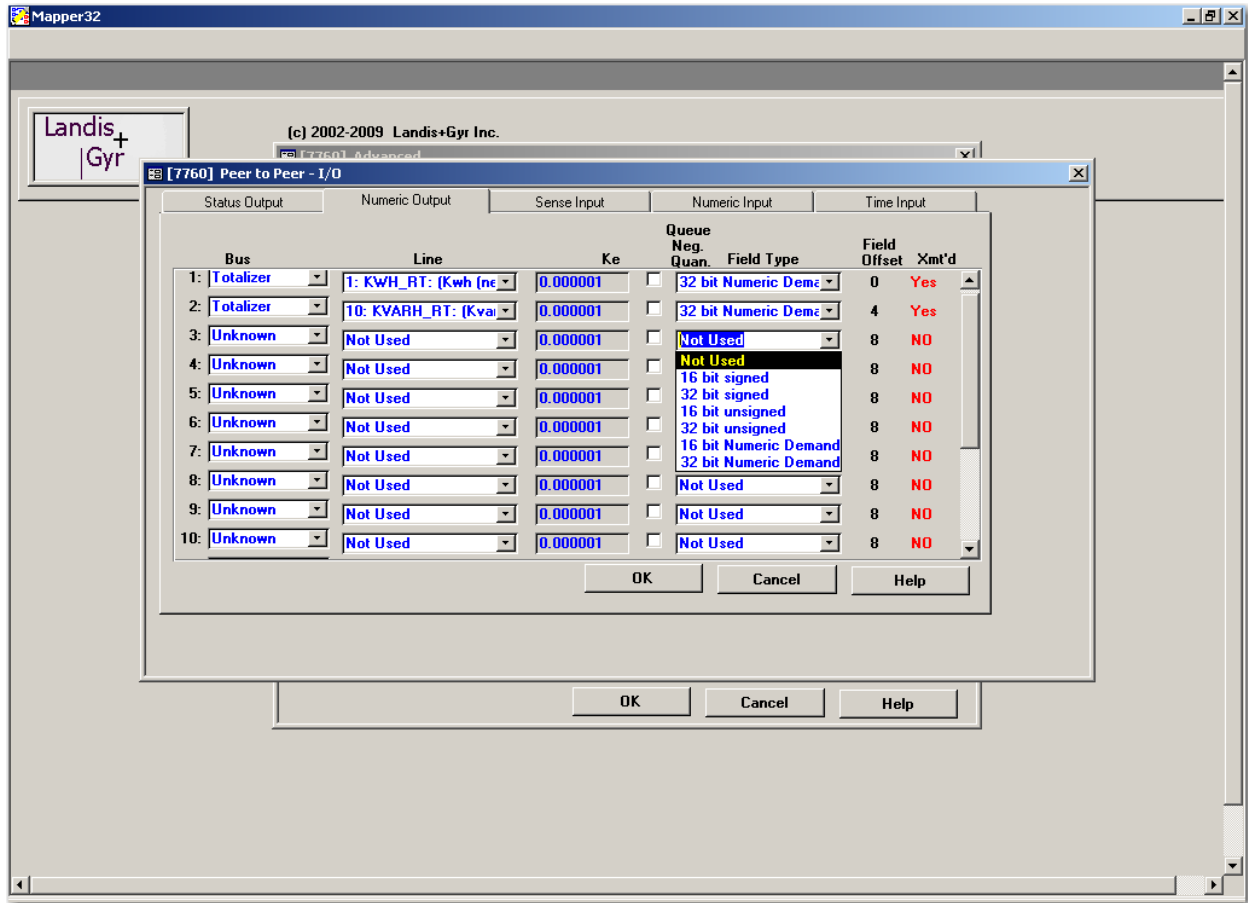 Mapper32
Landis+
Gyr
(c) 2002-2009 Landis+Gyr Inc.
[7760] Advanced
[7760] Peer to Peer - I/O
Status Output Numeric Output Sense Input Numeric Input Time Input
Bus Line Ke Queue Neg. Quan. Field Type Field Offset Xmt'd
1: Totalizer 1: KWH_RT: (Kwh (ne 0.000001 32 bit Numeric Dema 0 Yes
2: Totalizer 10: KVARH_RT: (Kvar 0.000001 32 bit Numeric Dema 4 Yes
3: Unknown Not Used 0.000001 Not Used 8 NO
4: Unknown Not Used 0.000001 8 NO
5: Unknown Not Used 0.000001 8 NO
6: Unknown Not Used 0.000001 8 NO
7: Unknown Not Used 0.000001 8 NO
Not Used
16 bit signed
32 bit signed
16 bit unsigned
32 bit unsigned
16 bit Numeric Demand
32 bit Numeric Demand
8: Unknown Not Used 0.000001 Not Used 8 NO
9: Unknown Not Used 0.000001 Not Used 8 NO
10: Unknown Not Used 0.000001 Not Used 8 NO
OK Cancel Help
OK Cancel Help